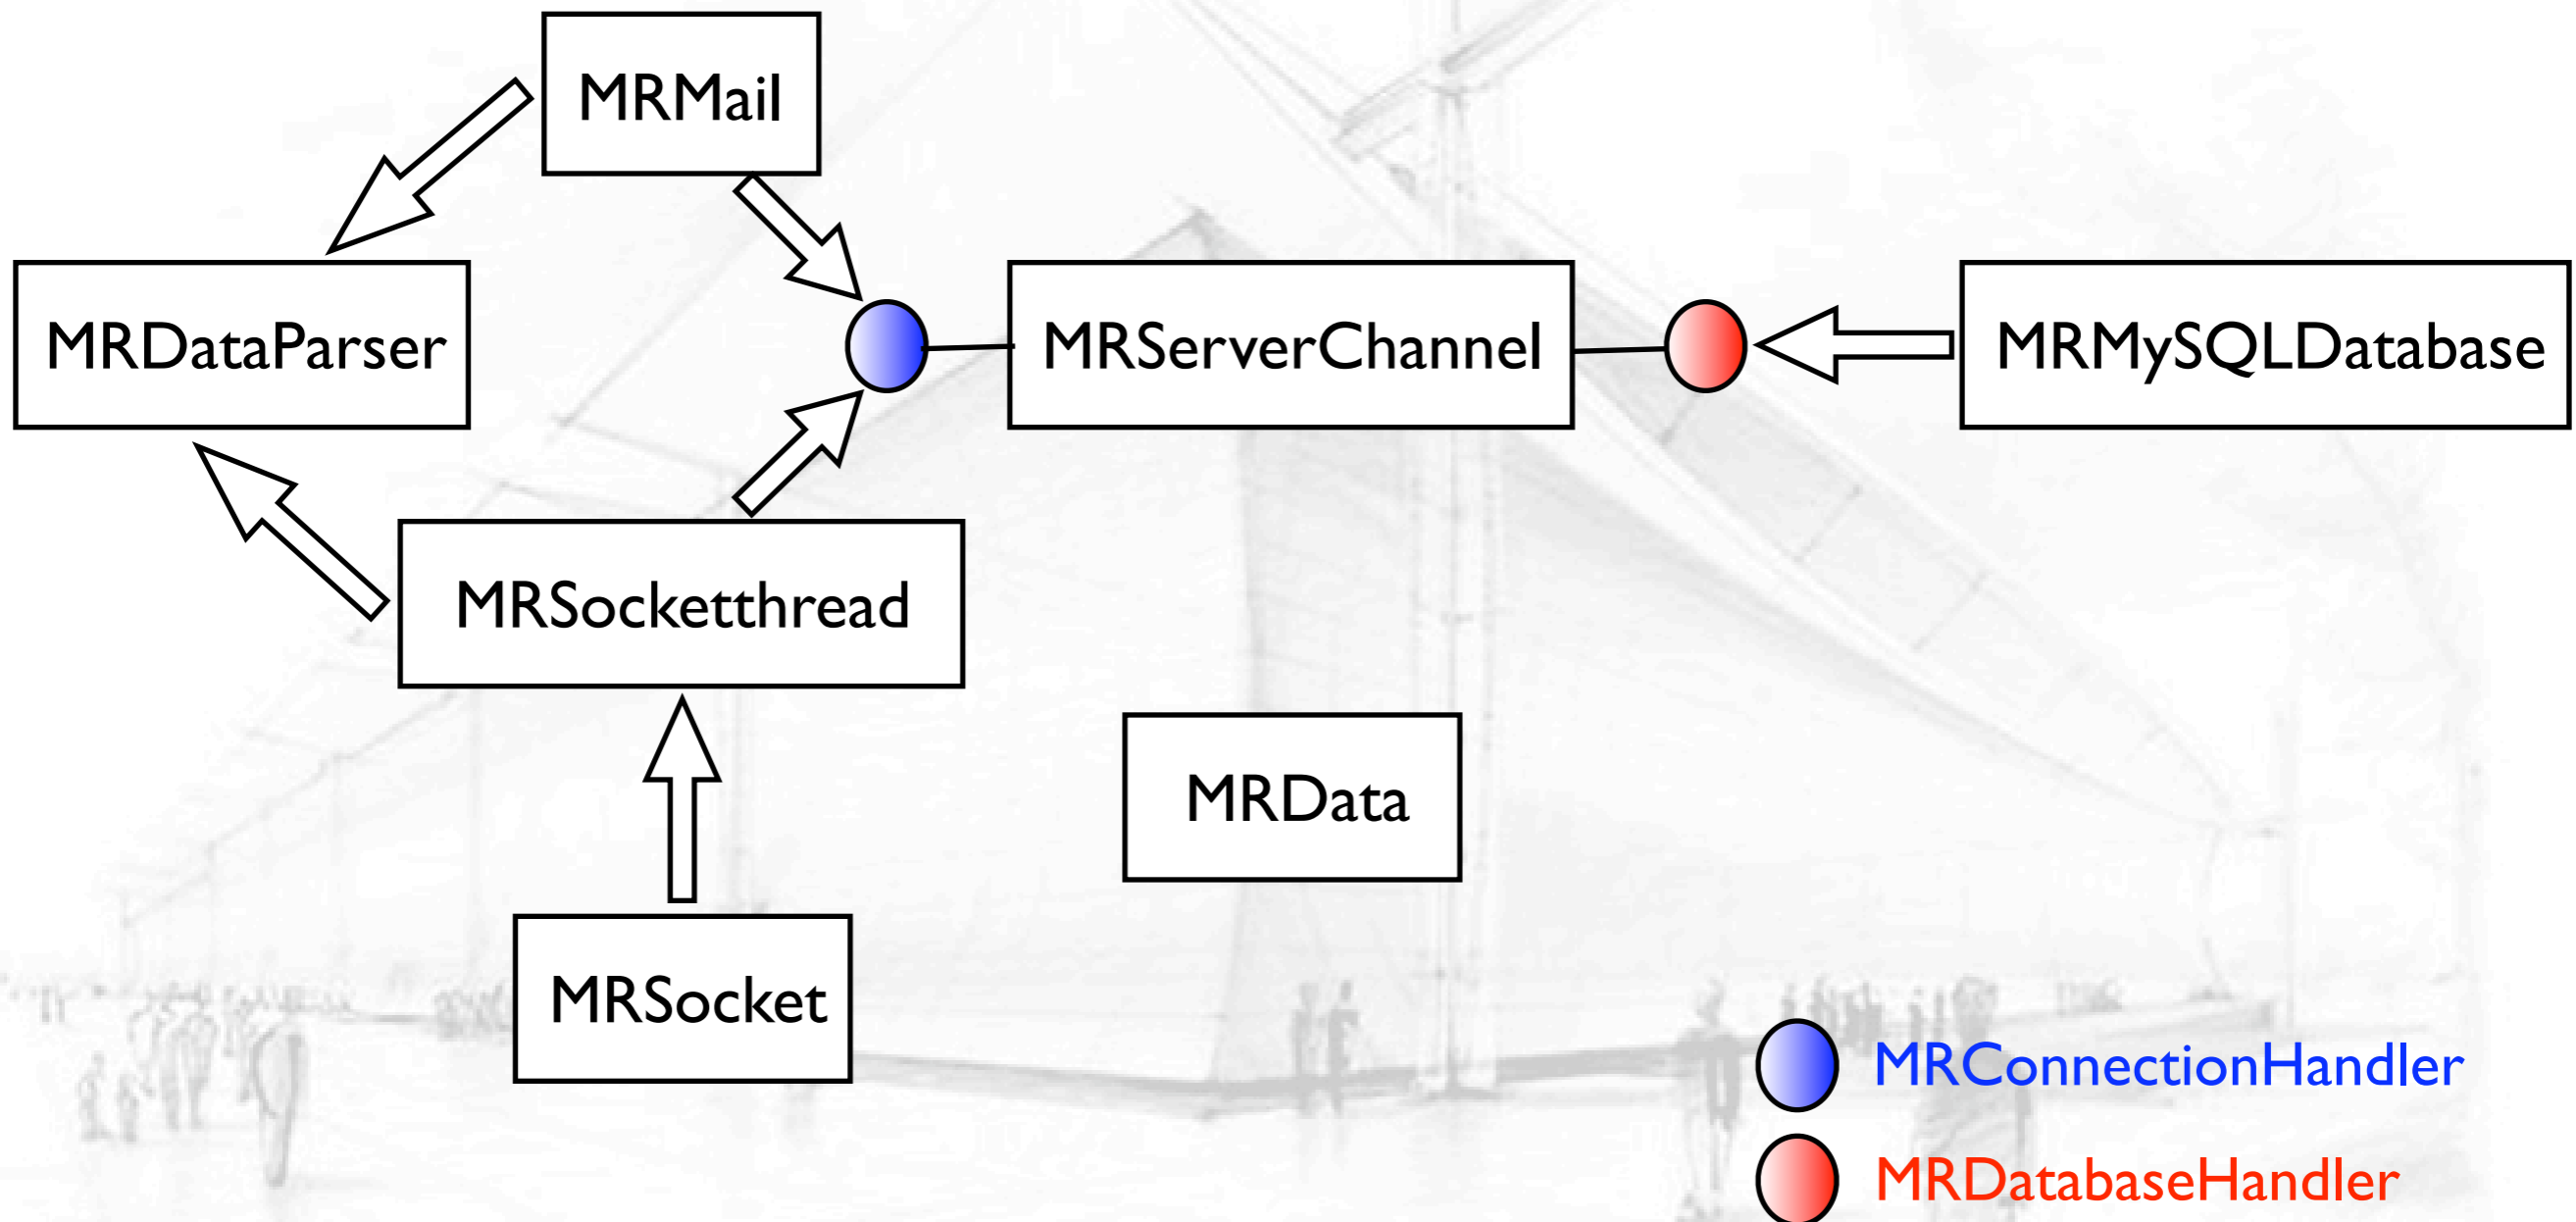 MRMail
MRDataParser
MRServerChannel
MRMySQLDatabase
MRSocketthread
MRData
MRSocket
MRConnectionHandler
MRDatabaseHandler